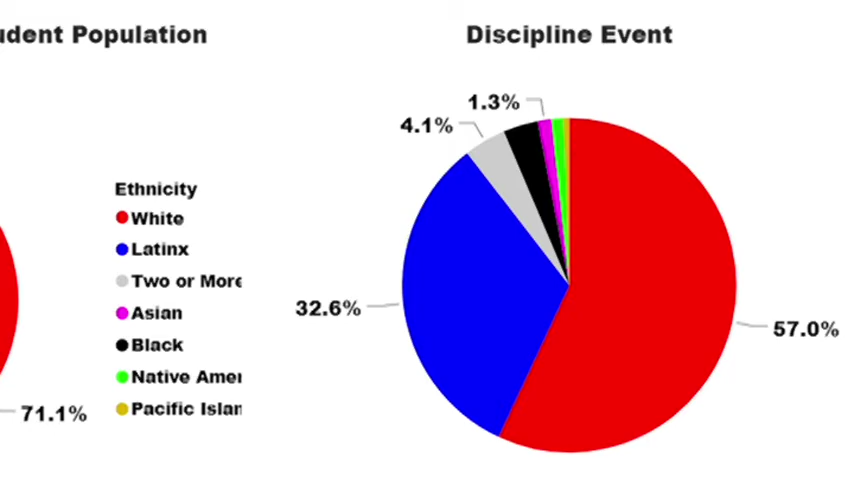 udent Population
71.1%
Ethnicity
White
Latinx
Two or More
Asian
Black
Native Amer
Pacific Islan
Discipline Event
1.3%
4.1%
32.6%
57.0%